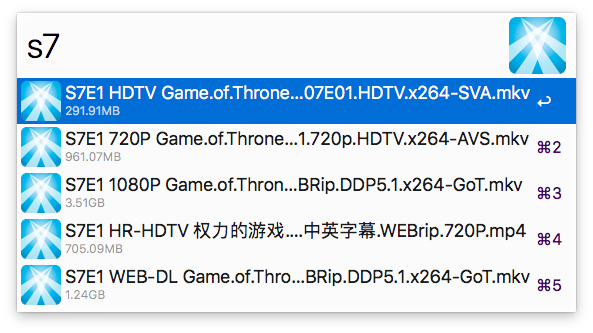 s7
S7E1 HDTV Game.of.Throne...07E01.HDTV.x264-SVA.mkv
291.91MB
↩
S7E1 720P Game.of.Throne...1.720p.HDTV.x264-AVS.mkv
961.07MB
⌘2
S7E1 1080P Game.of.Thron...BRip.DDP5.1.x264-GoT.mkv
3.51GB
⌘3
S7E1 HR-HDTV 权力的游戏....中英字幕.WEBrip.720P.mp4
705.09MB
⌘4
S7E1 WEB-DL Game.of.Thro...BRip.DDP5.1.x264-GoT.mkv
1.24GB
⌘5